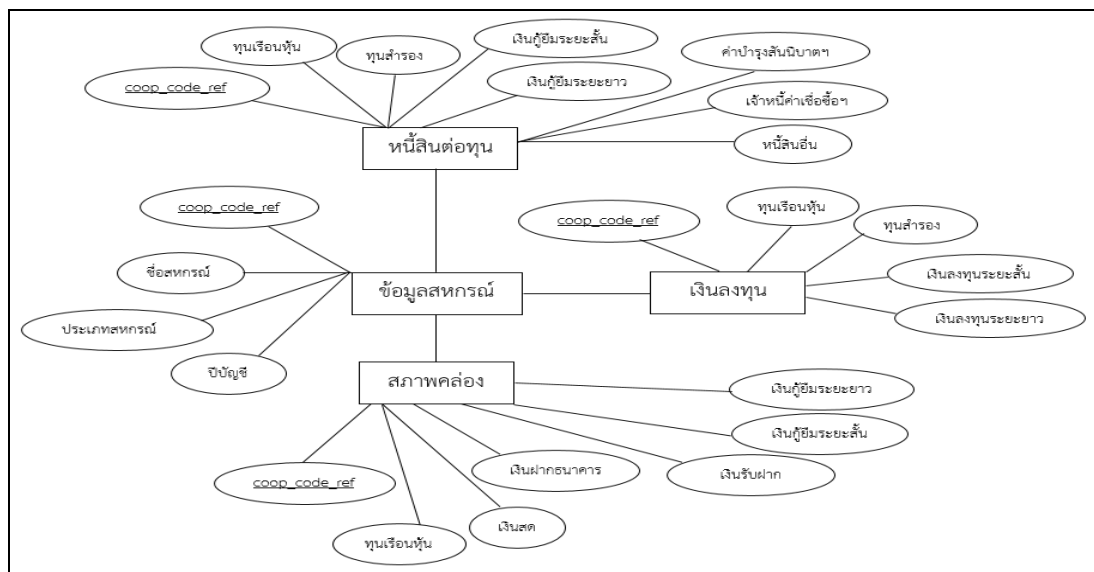 เงินกู้ยืมระยะสั้น
ทุนเรือนหุ้น
ทุนสำรอง
ค่าบำรุงสันนิบาตฯ
coop_code_ref
เงินกู้ยืมระยะยาว
เจ้าหนี้ค่าเชื่อซื้อฯ
หนี้สินต่อทุน
หนี้สินอื่น
coop_code_ref
coop_code_ref
ทุนเรือนหุ้น
ทุนสำรอง
ชื่อสหกรณ์
ข้อมูลสหกรณ์
เงินลงทุน
เงินลงทุนระยะสั้น
เงินลงทุนระยะยาว
ประเภทสหกรณ์
ปีบัญชี
สภาพคล่อง
เงินกู้ยืมระยะยาว
เงินกู้ยืมระยะสั้น
coop_code_ref
เงินฝากธนาคาร
เงินรับฝาก
เงินสด
ทุนเรือนหุ้น